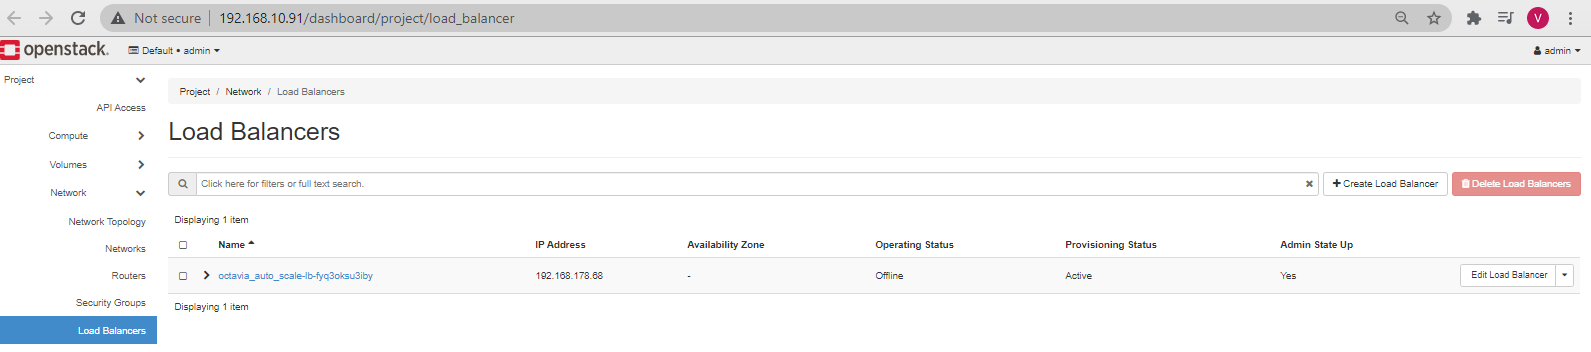 Not secure | 192.168.10.91/dashboard/project/load_balancer
V
openstack. Default • admin admin
Project
API Access
Compute
Volumes
Network
Network Topology
Networks
Routers
Security Groups
Load Balancers
Project / Network / Load Balancers
Load Balancers
Click here for filters or full text search. Create Load Balancer Delete Load Balancers
Displaying 1 item
Name IP Address Availability Zone Operating Status Provisioning Status Admin State Up
octavia_auto_scale-lb-fyq3oksu3iby 192.168.178.68 - Offline Active Yes Edit Load Balancer
Displaying 1 item